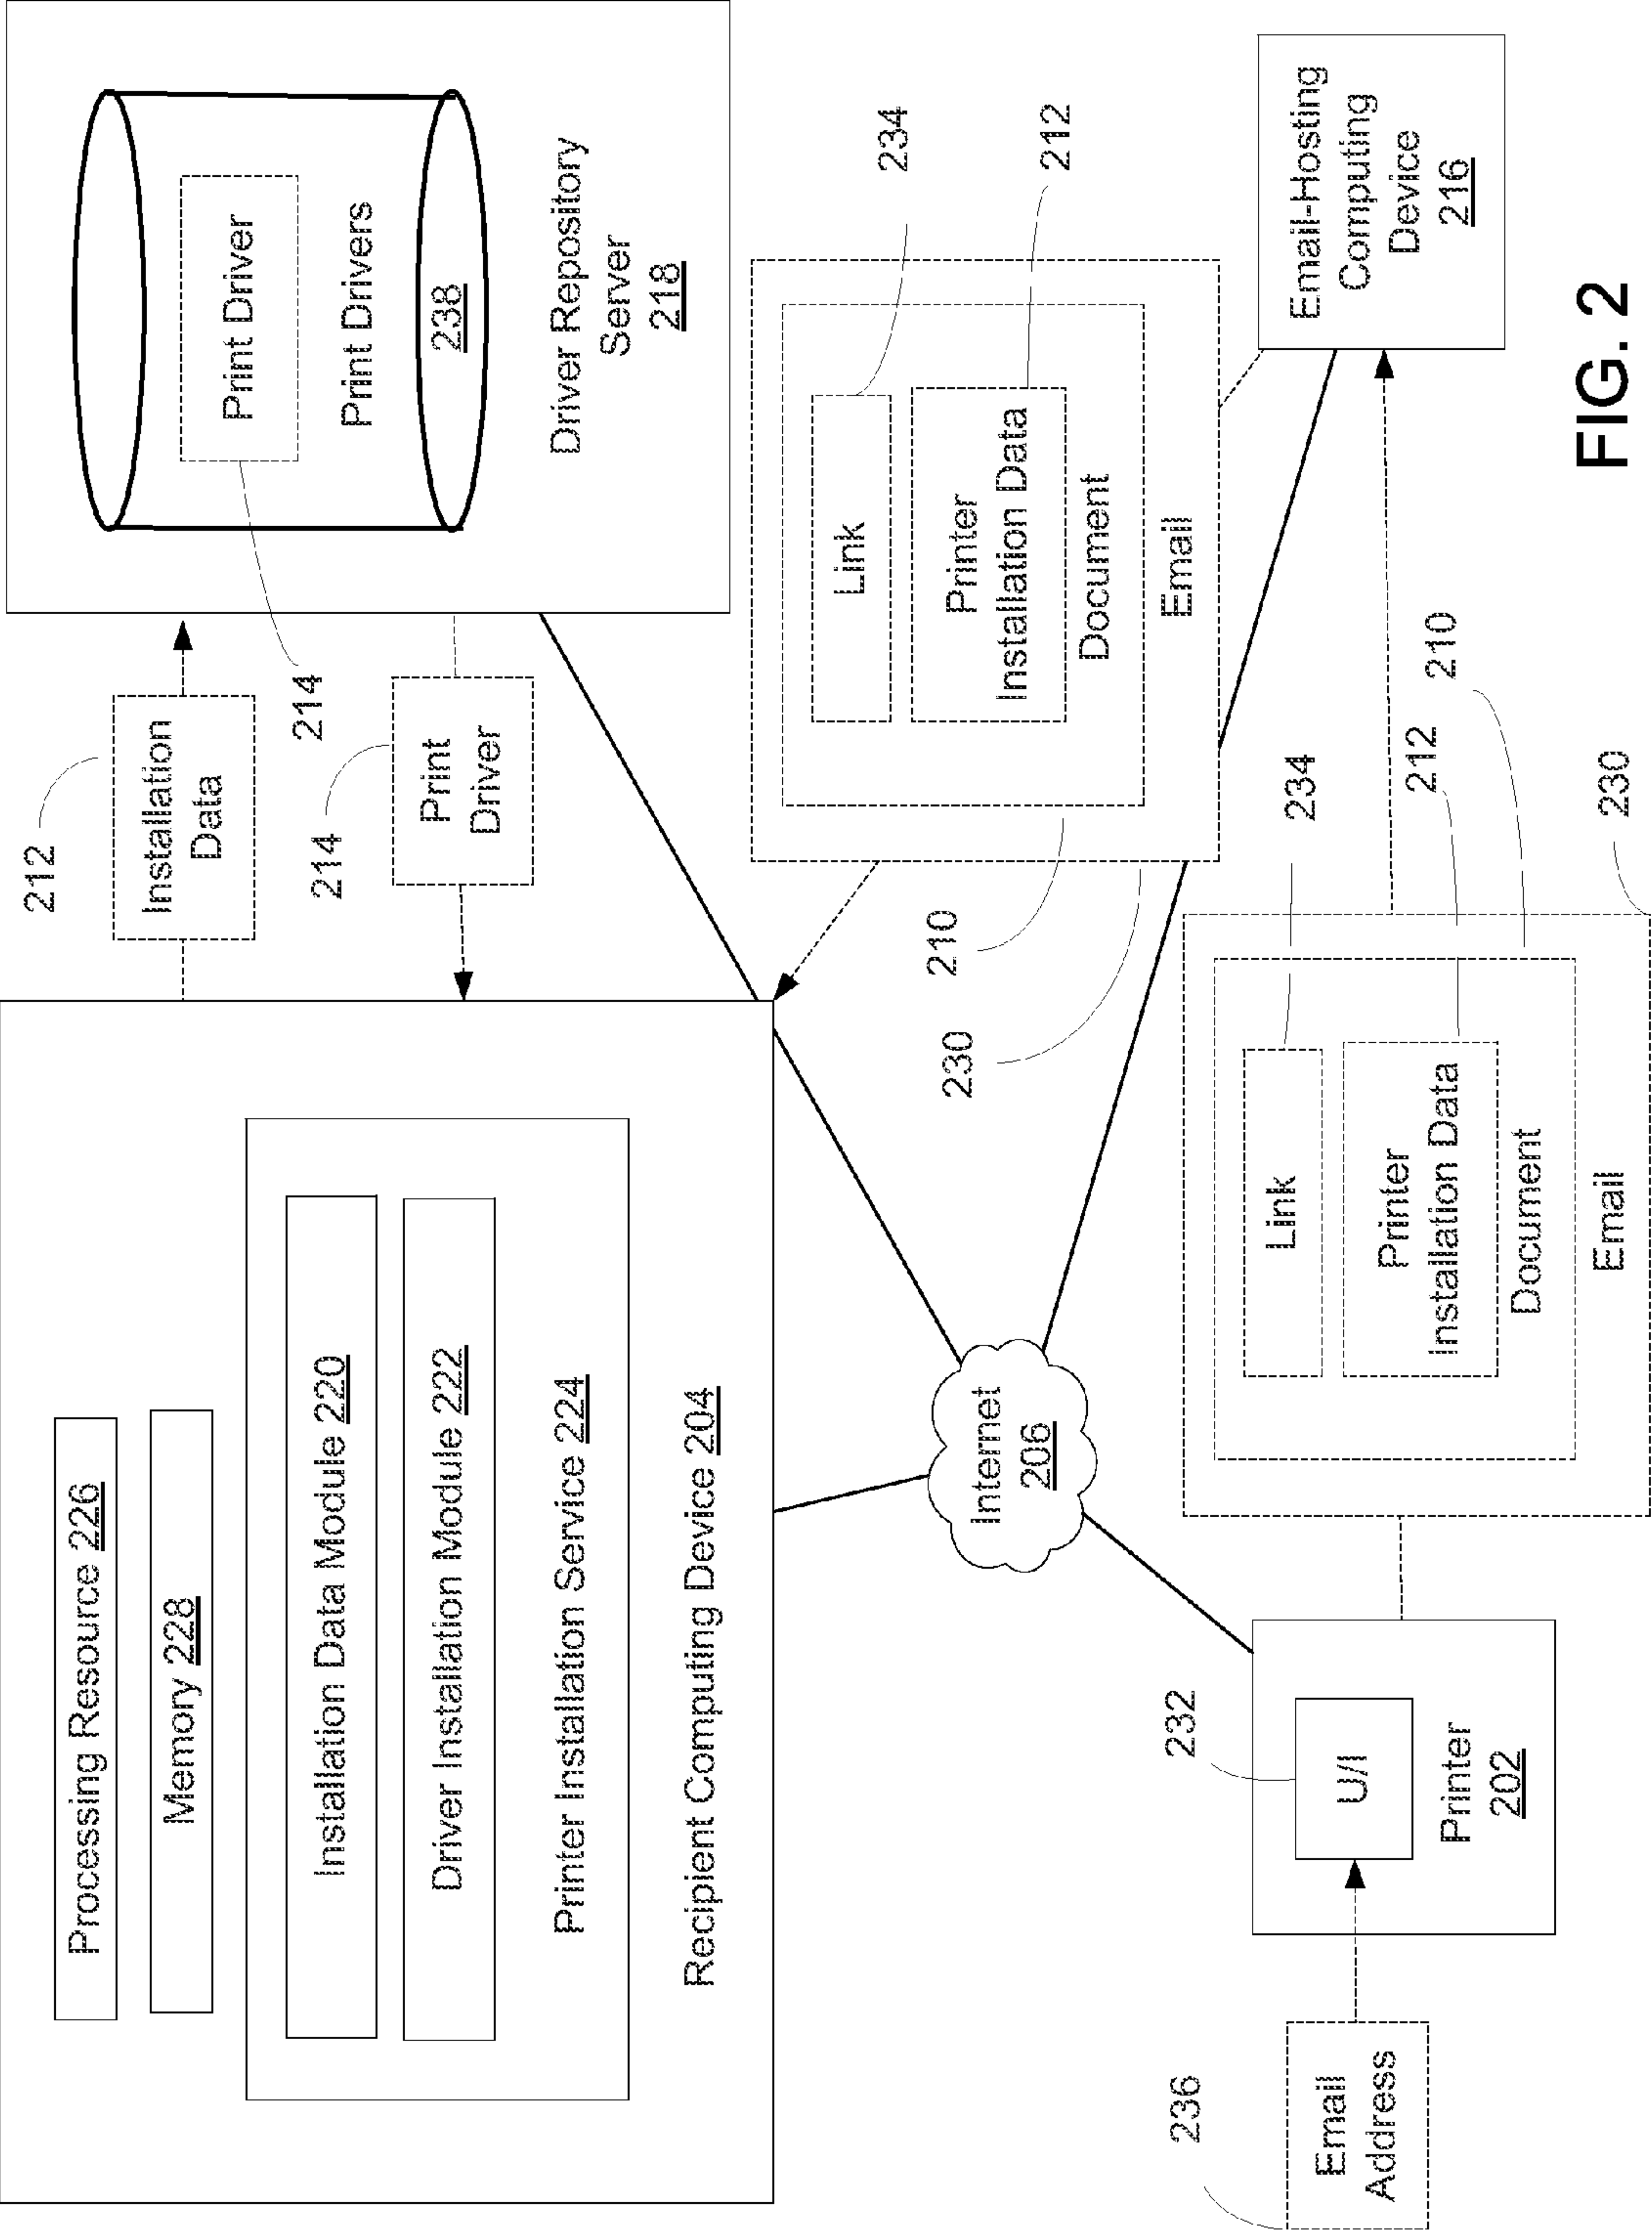 Processing Resource 226
Memory 228
Installation Data Module 220
Driver Installation Module 222
Printer Installation Service 224
Recipient Computing Device 204
212
Installation
Data
214
Print
Driver
214
Print Driver
Print Drivers
238
Driver Repository
Server
218
Internet
206
234
212
Link
Printer
Installation Data
Document
Email
210
230
Email-Hosting
Computing
Device
216
236
Email
Address
232
U/I
Printer
202
Link
Printer
Installation Data
Document
Email
234
212
210
230
FIG. 2